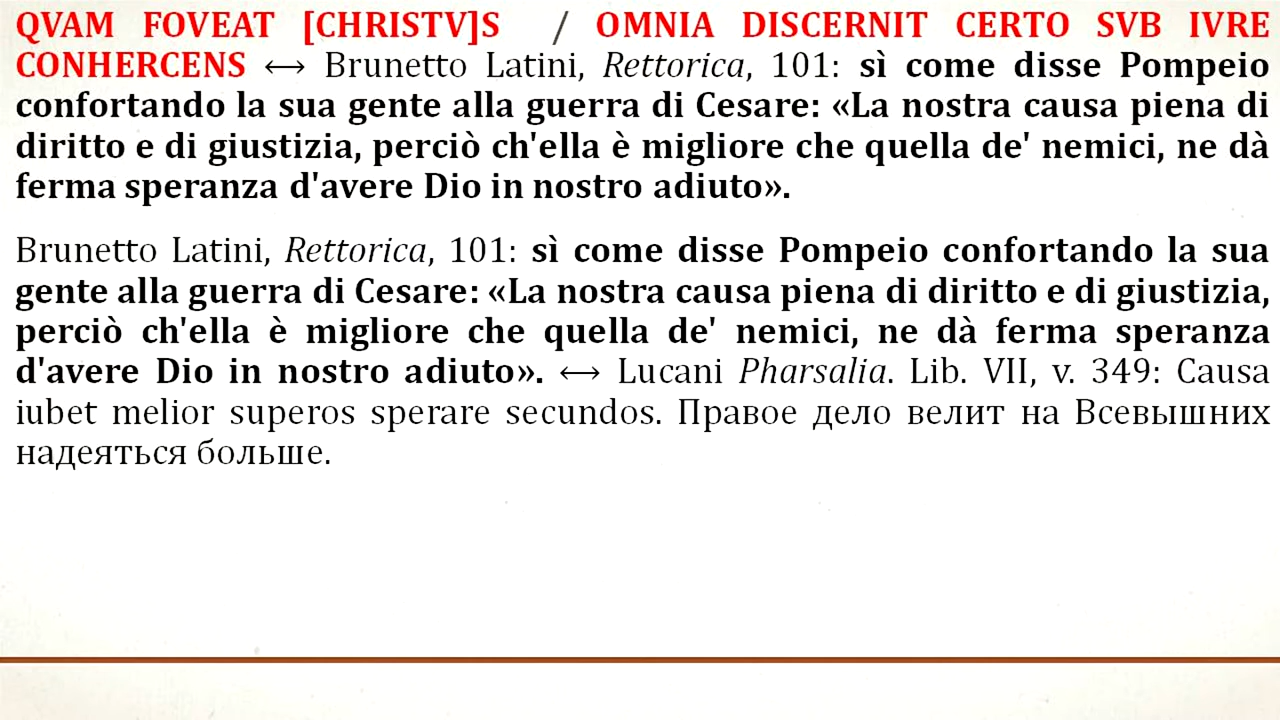 QVAM FOVEAT [CHRISTV]S / OMNIA DISCERNIT CERTO SVB IVRE
CONHERCENS ⟷ Brunetto Latini, Rettorica, 101: sì come disse Pompeio
confortando la sua gente alla guerra di Cesare: «La nostra causa piena di
diritto e di giustizia, perciò ch'ella è migliore che quella de' nemici, ne dà
ferma speranza d'avere Dio in nostro adiuto».
Brunetto Latini, Rettorica, 101: sì come disse Pompeio confortando la sua
gente alla guerra di Cesare: «La nostra causa piena di diritto e di giustizia,
perciò ch'ella è migliore che quella de' nemici, ne dà ferma speranza
d'avere Dio in nostro adiuto». ⟷ Lucani Pharsalia. Lib. VII, v. 349: Causa
iubet melior superos sperare secundos. Правое дело велит на Всевышних
надеяться больше.